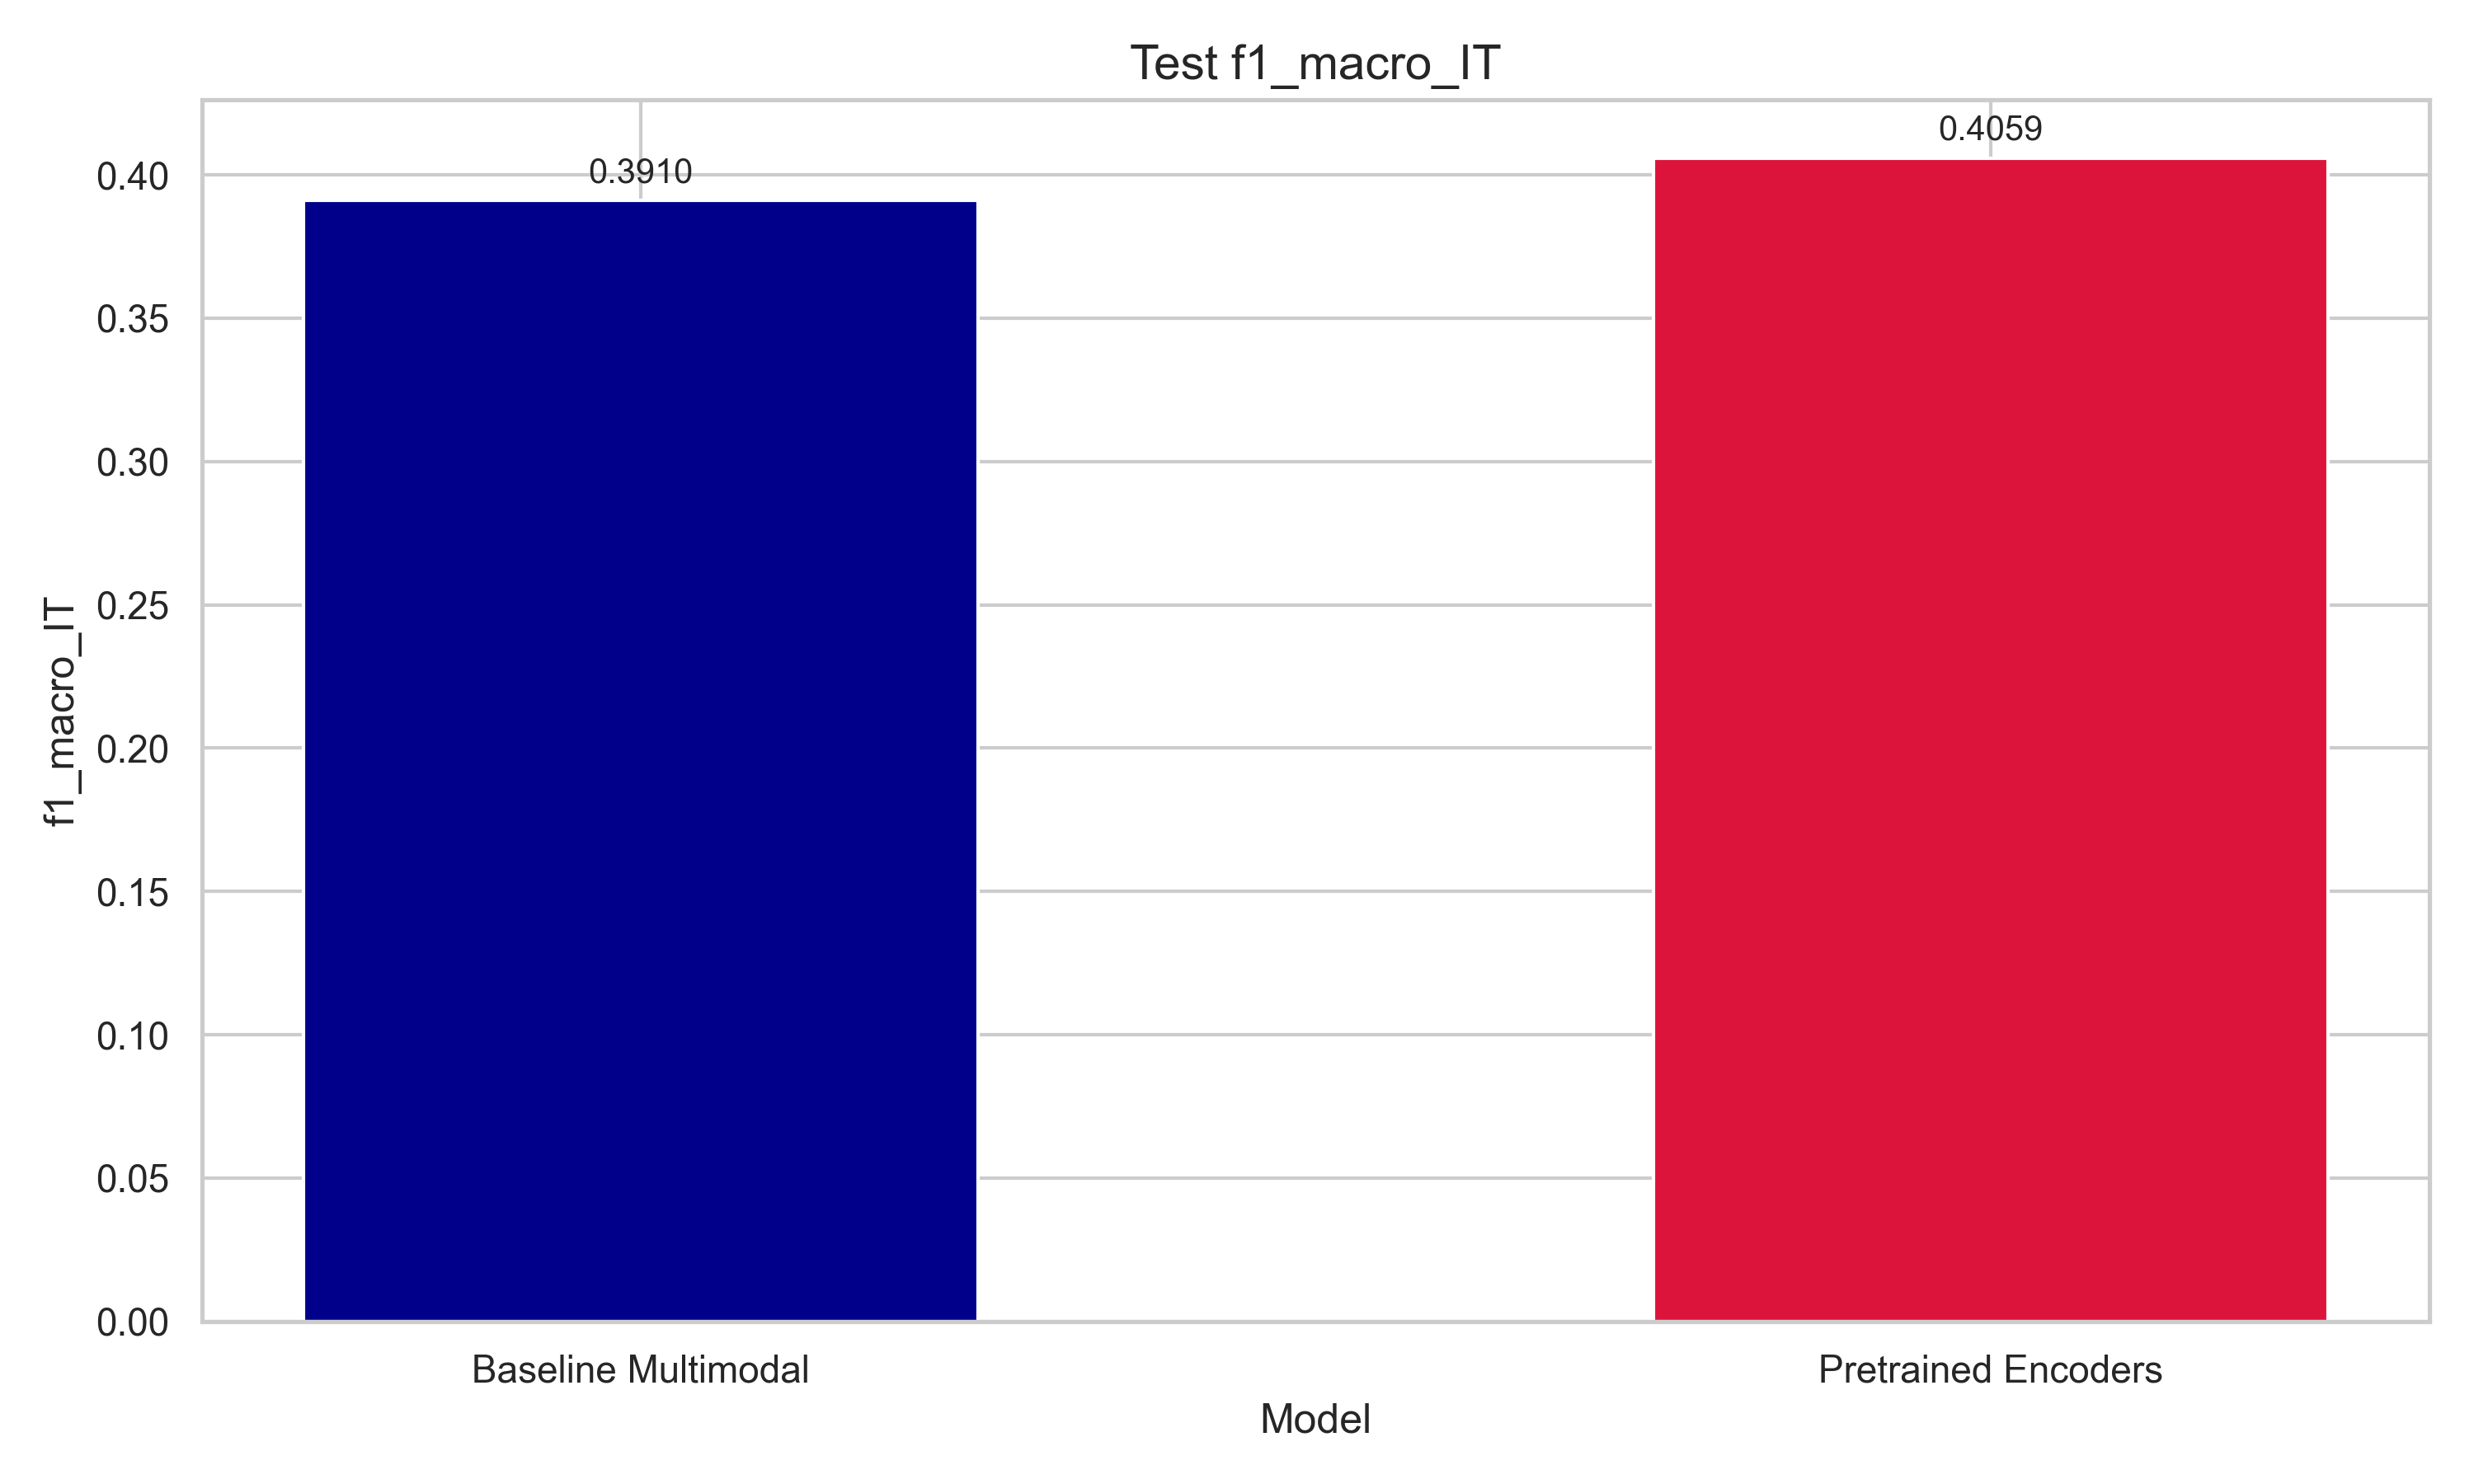 Test f1_macro_IT
0.4059
0.3910
0.40
0.35
0.30
0.25
0.20
0.15
0.10
0.05
0.00
f1_macro_IT
Baseline Multimodal
Pretrained Encoders
Model